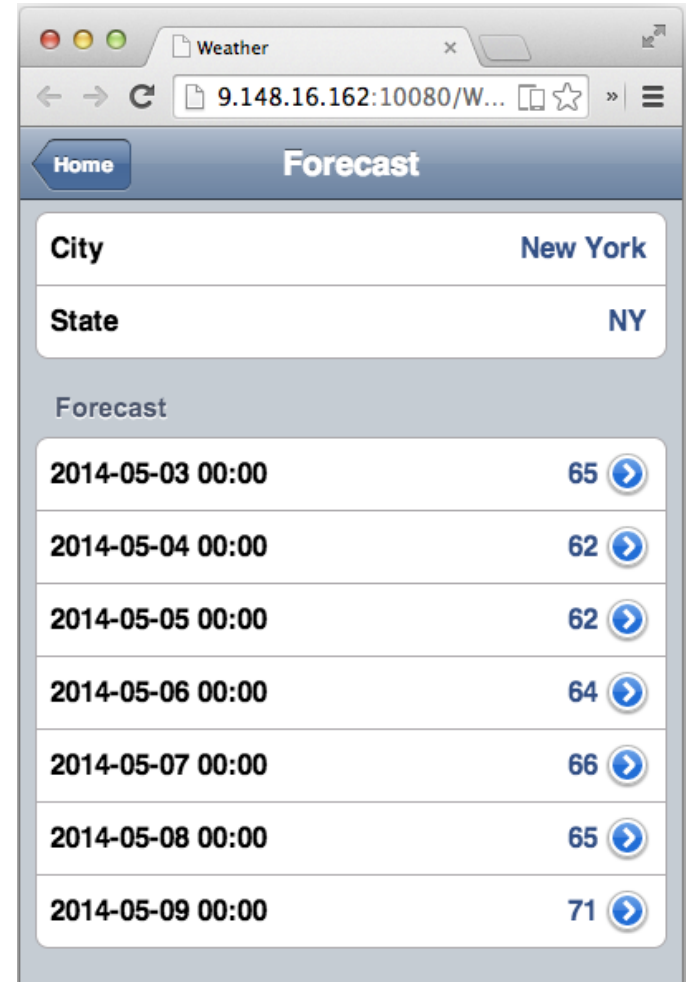 Weather
9.148.16.162:10080/W...
Home Forecast
City New York
State NY
Forecast
2014-05-03 00:00 65
2014-05-04 00:00 62
2014-05-05 00:00 62
2014-05-06 00:00 64
2014-05-07 00:00 66
2014-05-08 00:00 65
2014-05-09 00:00 71